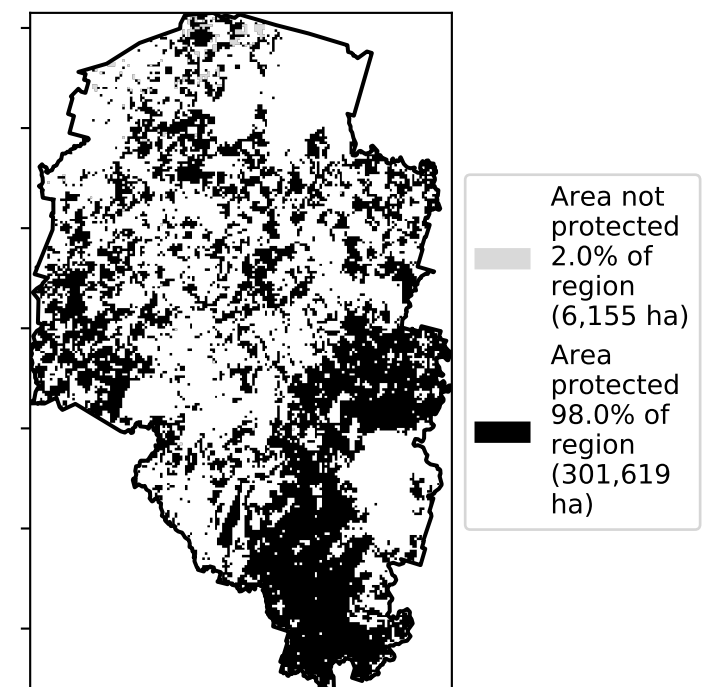 Area not
protected
2.0% of
region
(6,155 ha)
Area
protected
98.0% of
region
(301,619
ha)